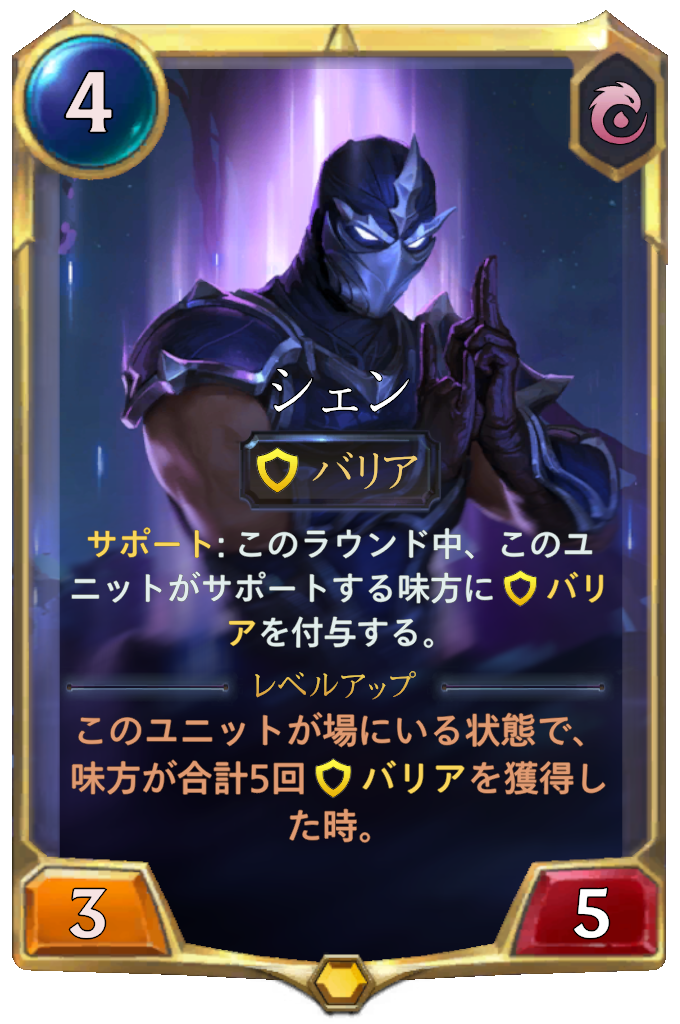 4
シェン
バリア
サポート: このラウンド中、このユ
ニットがサポートする味方に バリ
アを付与する。
レベルアップ
このユニットが場にいる状態で、
味方が合計5回 バリアを獲得し
た時。
3
5